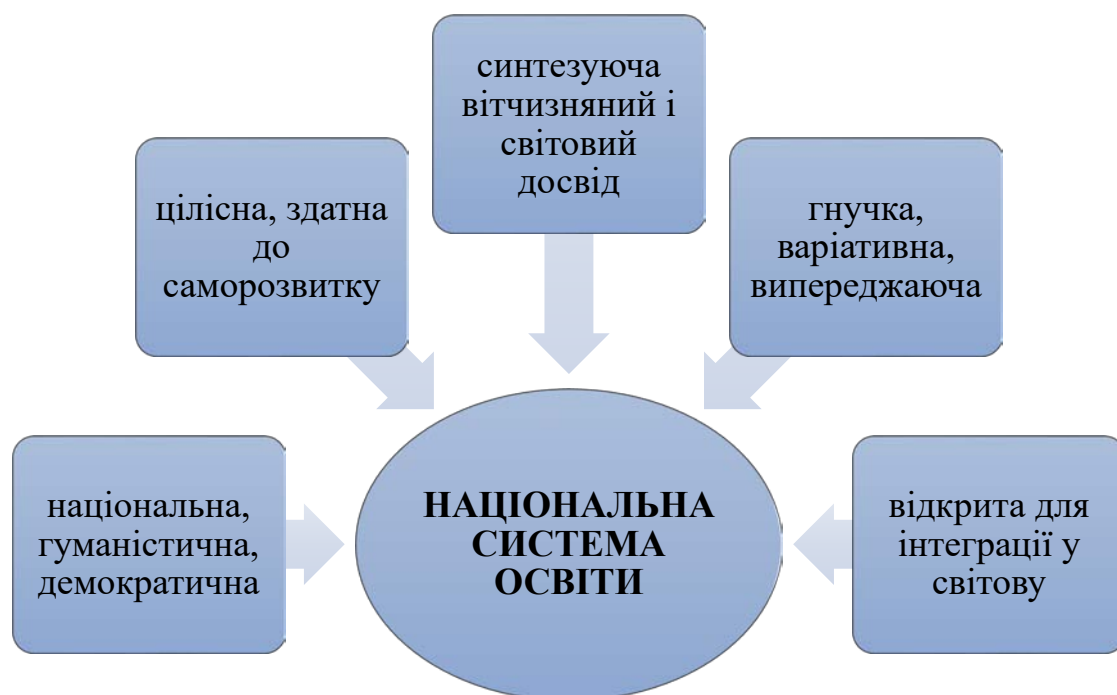 синтезуюча
вітчизняний і
світовий
досвід
цілісна, здатна
до
саморозвитку
гнучка,
варіативна,
випереджаюча
національна,
гуманістична,
демократична
НАЦІОНАЛЬНА
СИСТЕМА
ОСВІТИ
відкрита для
інтеграції у
світову